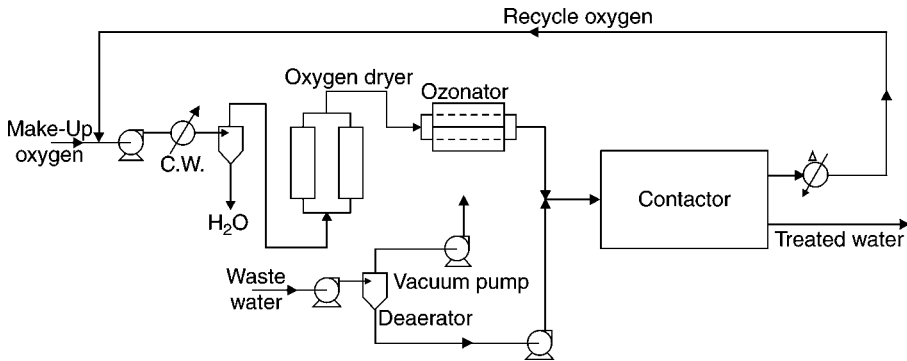 Recycle oxygen
Oxygen dryer
Ozonator
Make-Up
oxygen
C.W.
H₂O
Δ
Contactor
Treated water
Waste
water
Vacuum pump
Deaerator